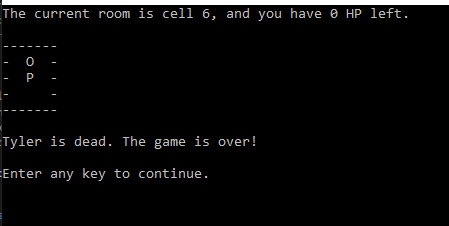 The current room is cell 6, and you have 0 HP left.
-------
-  O  -
-  P  -
-     -
-------
Tyler is dead. The game is over!
Enter any key to continue.